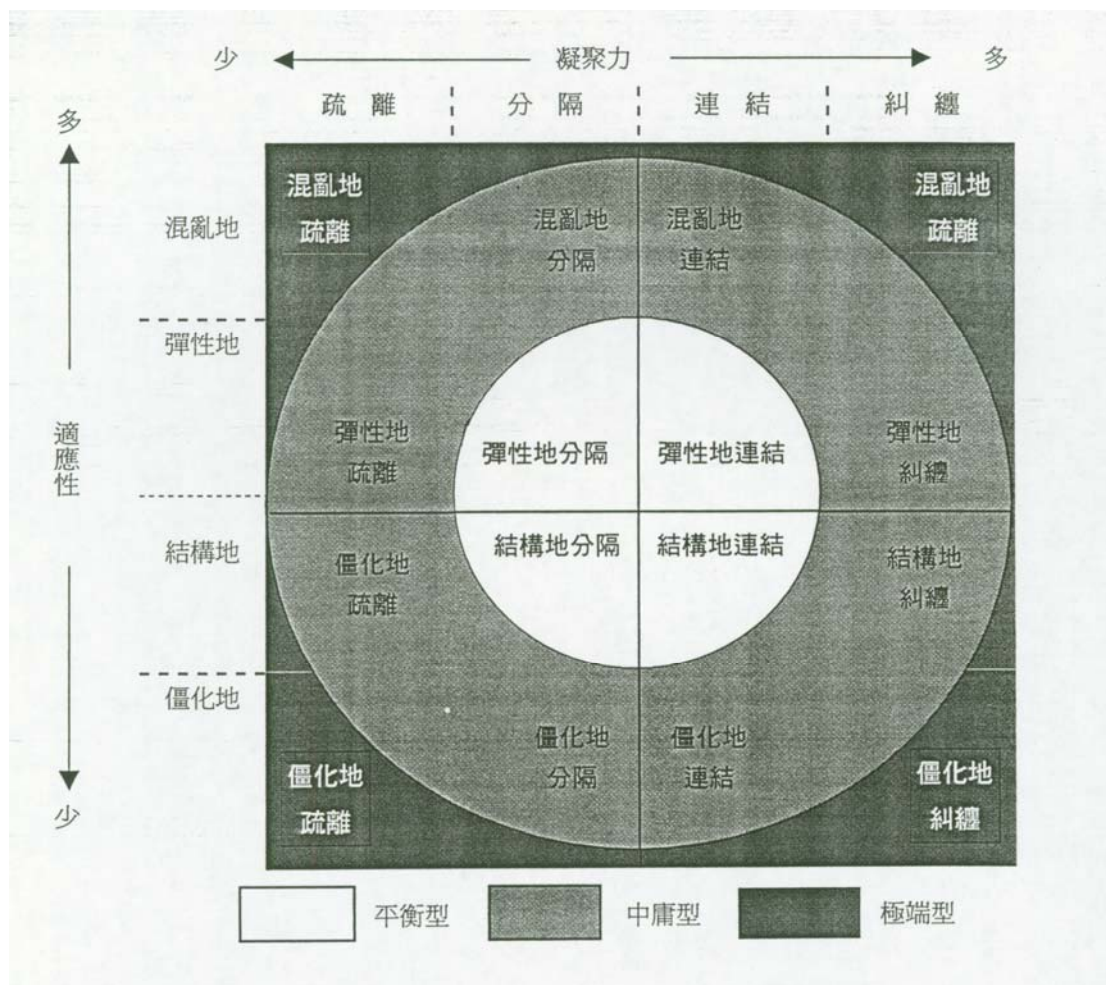 少 凝聚力 多
疏離 分隔 連結 糾纏
多
混亂地
疏離
混亂地
疏離
混亂地
分隔
混亂地
連結
混亂地
彈性地
適應性
彈性地
疏離
彈性地分隔
彈性地連結
彈性地
糾纏
結構地
僵化地
疏離
結構地分隔
結構地連結
結構地
糾纏
僵化地
僵化地
分隔
僵化地
連結
僵化地
疏離
僵化地
糾纏
少
平衡型 中庸型 極端型